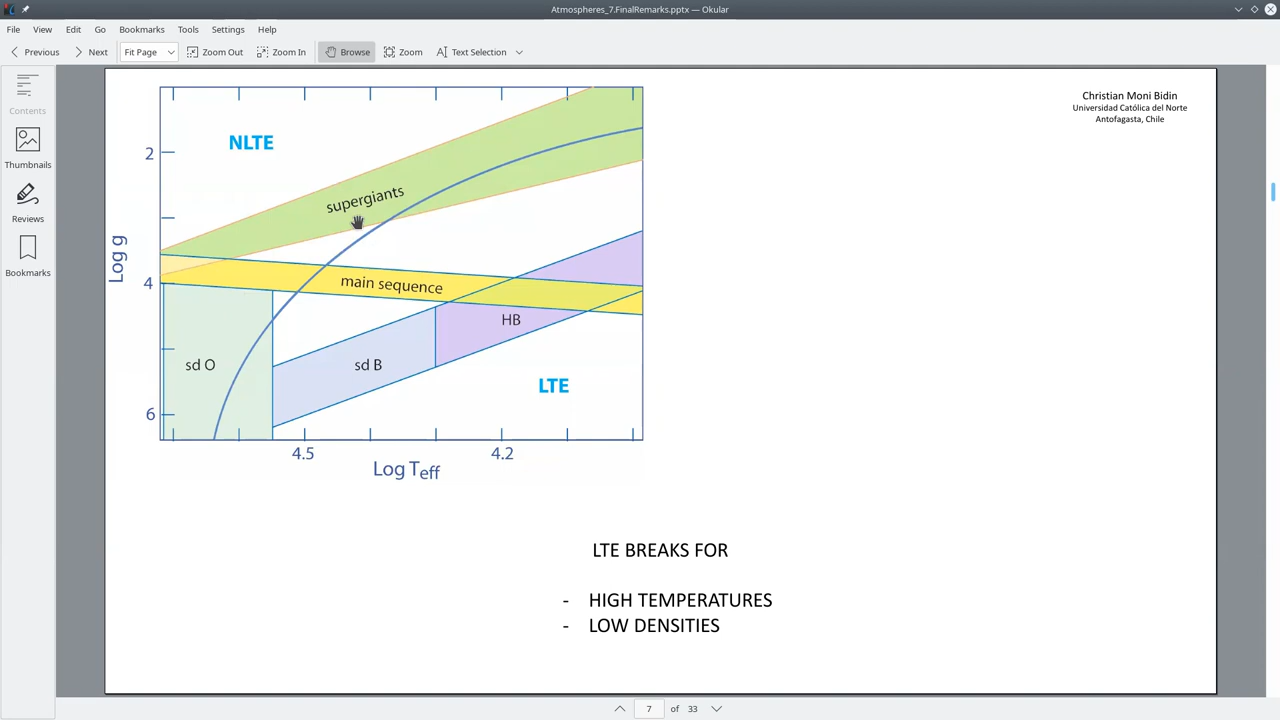 Atmospheres_7.FinalRemarks.pptx — Okular
File View Edit Go Bookmarks Tools Settings Help
Previous Next Fit Page Zoom Out Zoom In Browse Zoom Text Selection
Contents
Thumbnails
Reviews
Bookmarks
Christian Moni Bidin
Universidad Católica del Norte
Antofagasta, Chile
NLTE
2
supergiants
Log g
4
main sequence
HB
sd O
sd B
LTE
6
4.5 4.2
Log Teff
LTE BREAKS FOR
- HIGH TEMPERATURES
- LOW DENSITIES
7 of 33